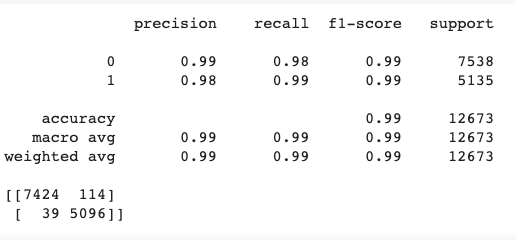 precision recall f1-score support
0 0.99 0.98 0.99 7538
1 0.98 0.99 0.99 5135
accuracy 0.99 12673
macro avg 0.99 0.99 0.99 12673
weighted avg 0.99 0.99 0.99 12673
[[7424 114]
[ 39 5096]]